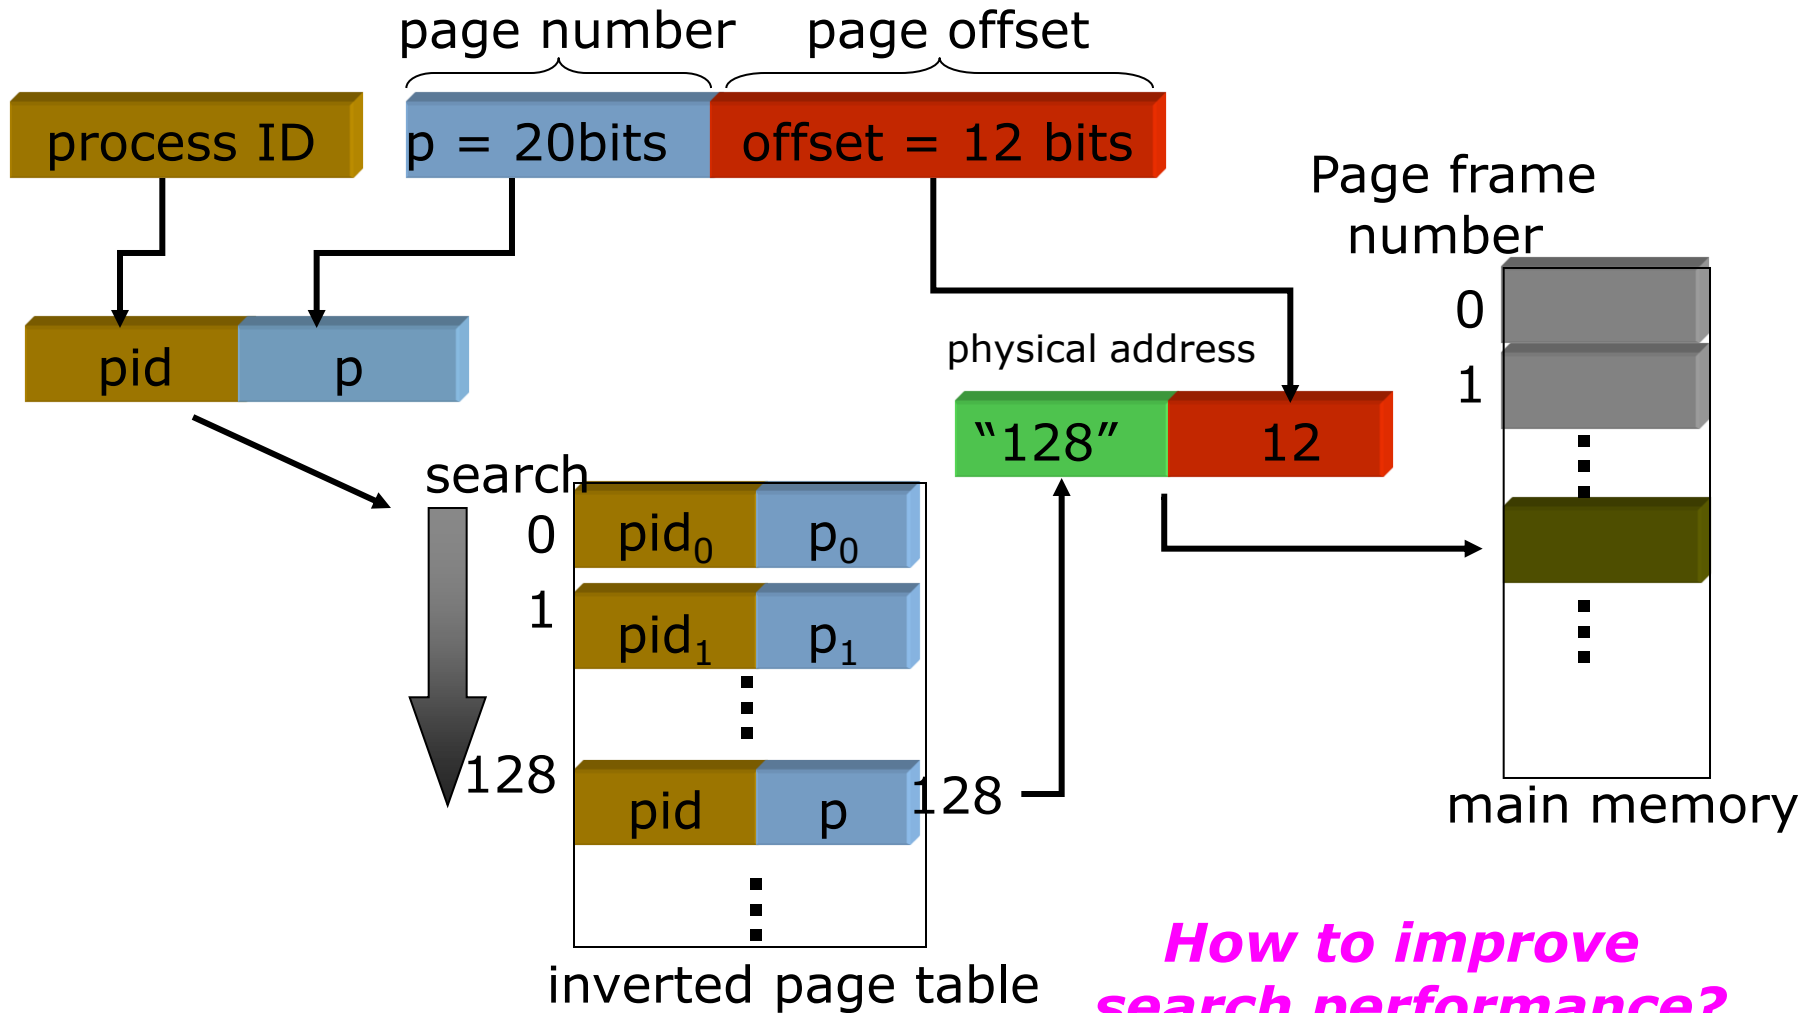 page number
page offset
process ID
p = 20bits
offset = 12 bits
Page frame
number
0
1
pid
p
physical address
“128”
12
search
0
pid0
p0
1
pid1
p1
128
pid
p
128
main memory
inverted page table
How to improve
search performance?